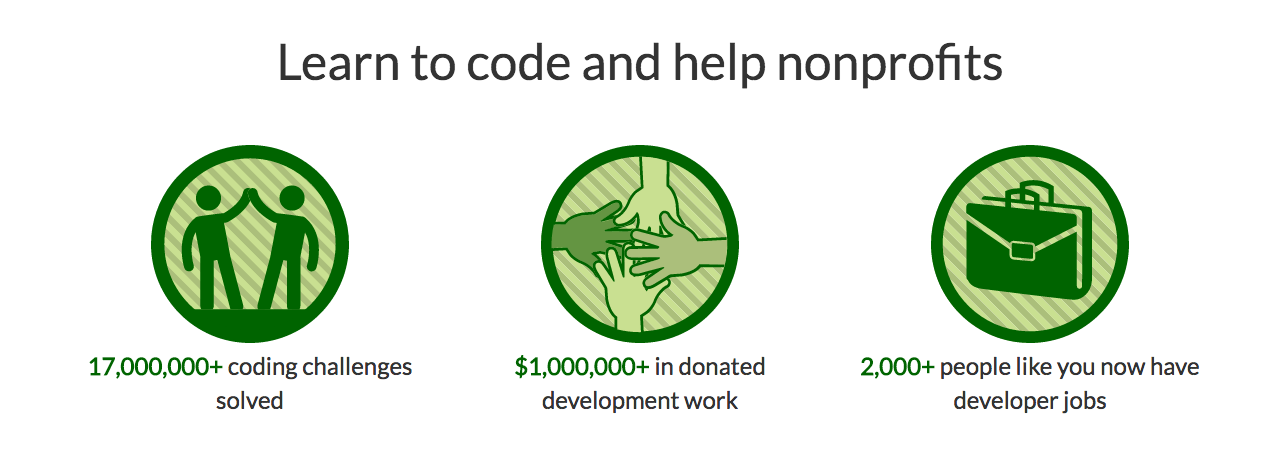 Learn to code and help nonprofits
17,000,000+ coding challenges
solved
$1,000,000+ in donated
development work
2,000+ people like you now have
developer jobs